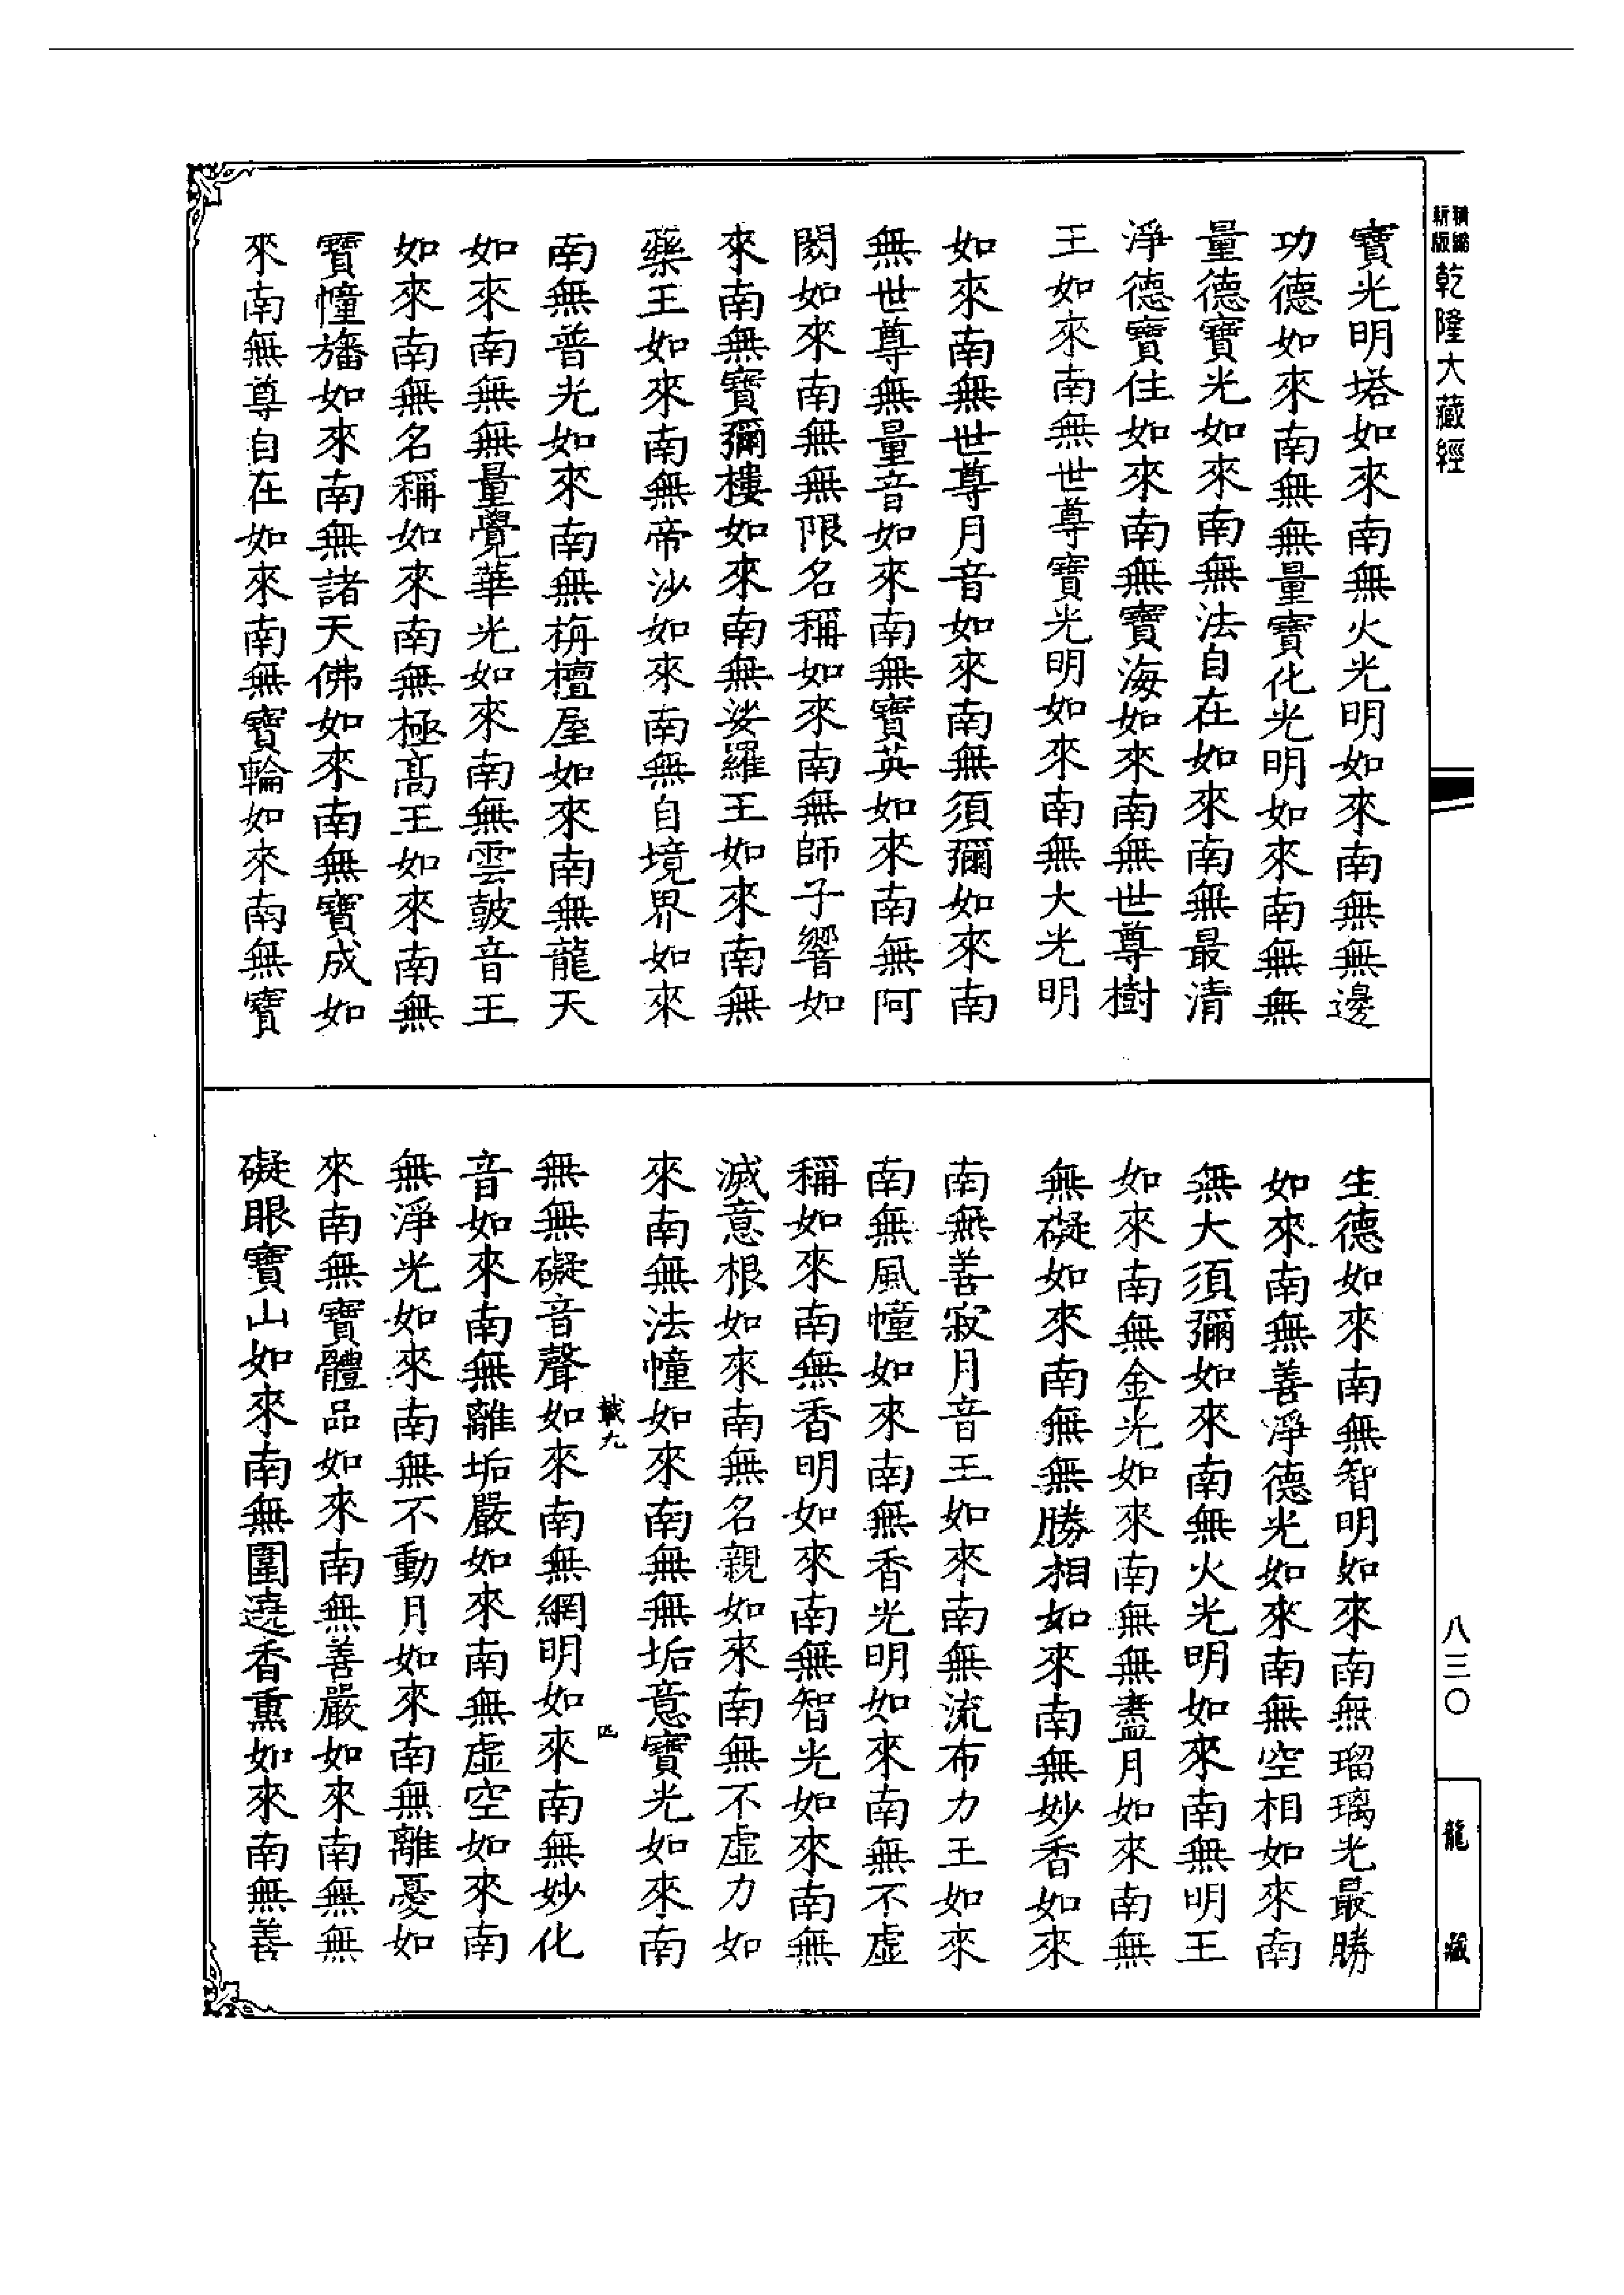 新版精縮乾隆大藏經
寶光明塔如來南無火光明如來南無無邊
功德如來南無無量寶化光明如來南無無
量德寶光如來南無法自在如來南無最清
淨德寶住如來南無寶海如來南無世尊樹
王如來南無世尊寶光明如來南無大光明
如來南無世尊月音如來南無須彌如來南
無世尊無量音如來南無寶英如來南無阿
閦如來南無無限名稱如來南無師子響如
來南無寶彌樓如來南無娑羅王如來南無
藥王如來南無帝沙如來南無自境界如來
南無普光如來南無栴檀屋如來南無龍天
如來南無無量覺華光如來南無雲鼓音王
如來南無名稱如來南無極高王如來南無
寶幢旛如來南無諸天佛如來南無寶成如
來南無尊自在如來南無寶輪如來南無寶
生德如來南無智明如來南無瑠璃光最勝
如來南無善淨德光如來南無空相如來南
無大須彌如來南無火光明如來南無明王
如來南無金光如來南無無盡月如來南無
無礙如來南無無勝相如來南無妙香如來
南無善寂月音王如來南無流布力王如來
南無風幢如來南無香光明如來南無不虛
稱如來南無香明如來南無智光如來南無
滅意根如來南無名親如來南無不虛力如
來南無法幢如來南無無垢意寶光如來南
無無礙音聲如來南無網明如來南無妙化
音如來南無離垢嚴如來南無虛空如來南
無淨光如來南無不動月如來南無離憂如
來南無寶體品如來南無善嚴如來南無無
礙眼寶山如來南無圍遶香熏如來南無善
八三〇
龍藏